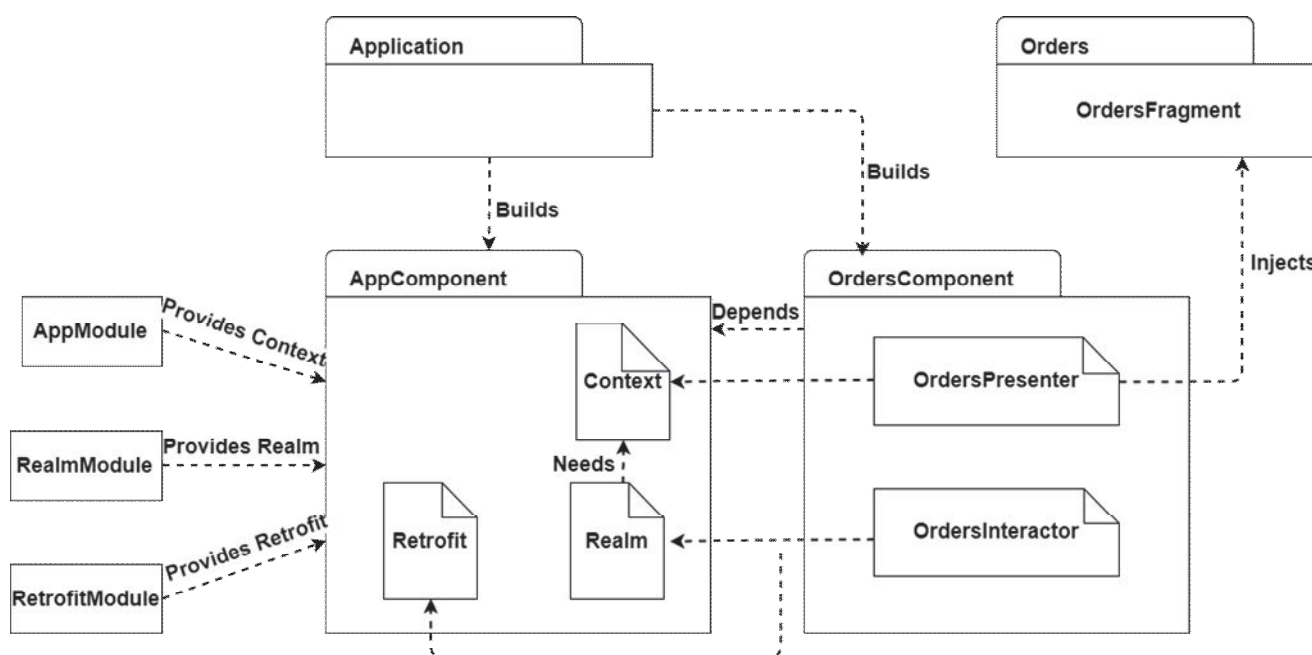 Application
Orders
OrdersFragment
Builds
Builds
AppComponent
OrdersComponent
Injects
AppModule
Provides Context
Depends
Context
OrdersPresenter
RealmModule
Provides Realm
Needs
Retrofit
Realm
OrdersInteractor
RetrofitModule
Provides Retrofit